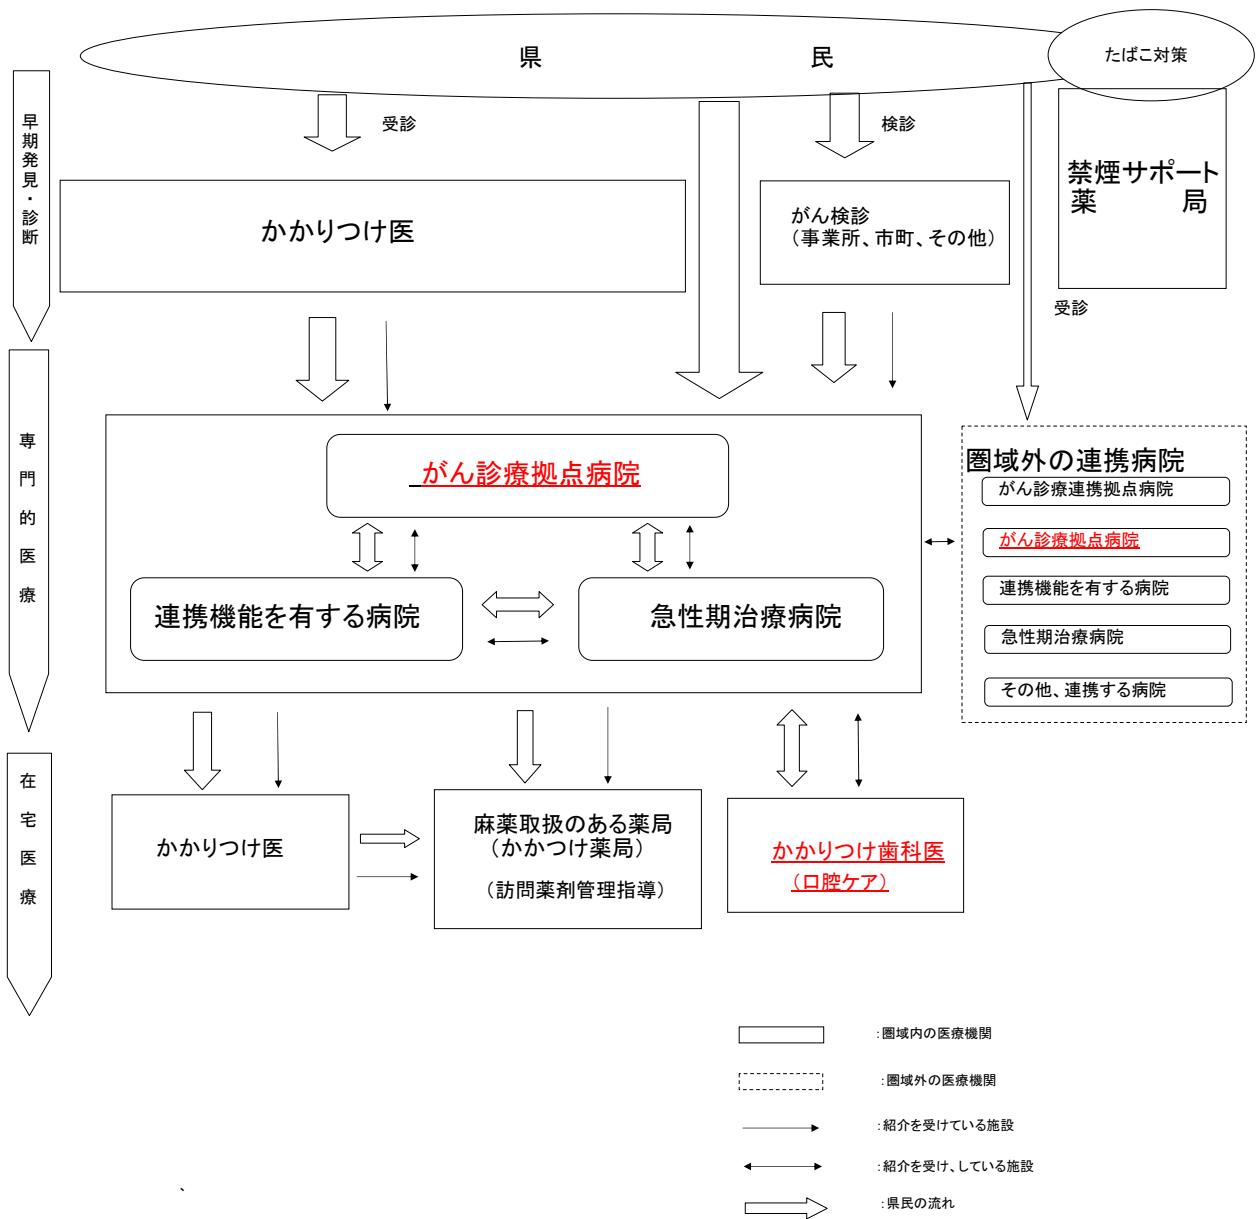 県　　　民
たばこ対策
受診
検診
早期発見・診断
かかりつけ医
がん検診
（事業所、市町、その他）
禁煙サポート
薬　　局
受診
専門的医療
がん診療拠点病院
連携機能を有する病院
急性期治療病院
圏域外の連携病院
がん診療連携拠点病院
がん診療拠点病院
連携機能を有する病院
急性期治療病院
その他、連携する病院
在宅医療
かかりつけ医
麻薬取扱のある薬局
（かかつけ薬局）
（訪問薬剤管理指導）
かかりつけ歯科医
（口腔ケア）
：圏域内の医療機関
：圏域外の医療機関
：紹介を受けている施設
：紹介を受け、している施設
：県民の流れ
、